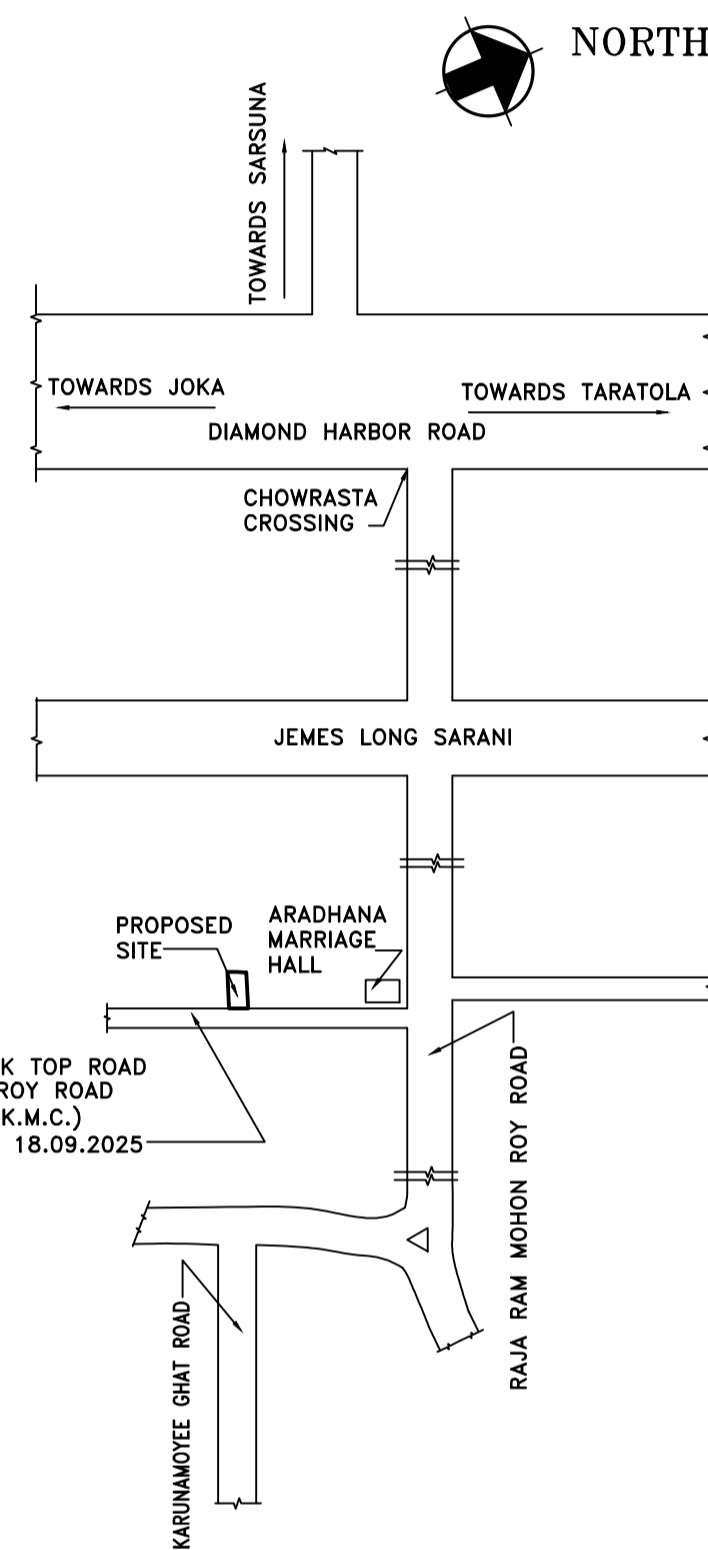 NORTH
TOWARDS SARSUNA
TOWARDS JOKA
TOWARDS TARATOLA
DIAMOND HARBOR ROAD
CHOWRASTA
CROSSING
JEMES LONG SARANI
PROPOSED
SITE
ARADHANA
MARRIAGE
HALL
K TOP ROAD
ROY ROAD
K.M.C.)
18.09.2025
RAJA RAM MOHON ROY ROAD
KARUNAMOYEE GHAT ROAD